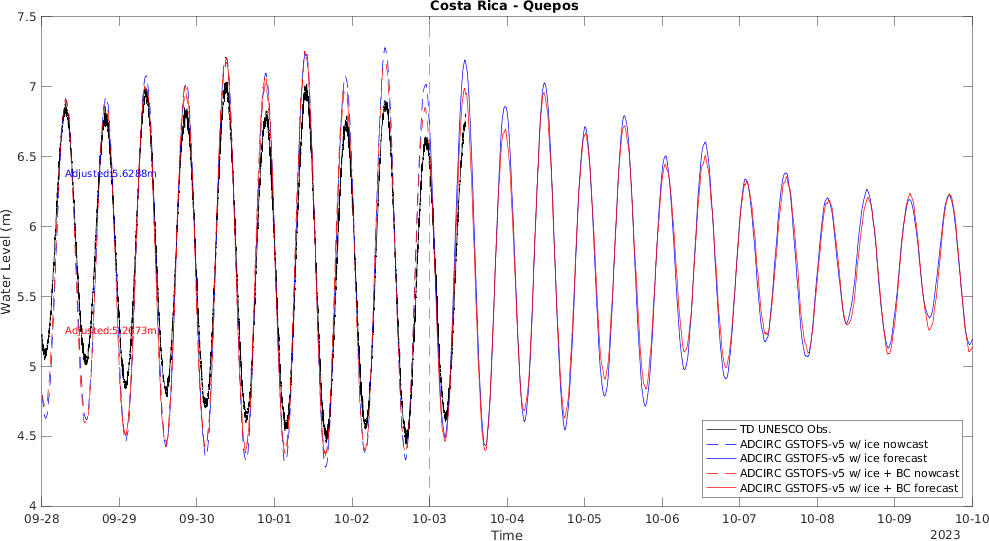 Costa Rica - Quepos
Water Level (m)
7.5
7
6.5
6
5.5
5
4.5
4
Adjusted:5.6288m
Adjusted:5.2673m
TD UNESCO Obs.
ADCIRC GSTOFS-v5 w/ ice nowcast
ADCIRC GSTOFS-v5 w/ ice forecast
ADCIRC GSTOFS-v5 w/ ice + BC nowcast
ADCIRC GSTOFS-v5 w/ ice + BC forecast
09-28 09-29 09-30 10-01 10-02 10-03 10-04 10-05 10-06 10-07 10-08 10-09 10-10
Time
2023